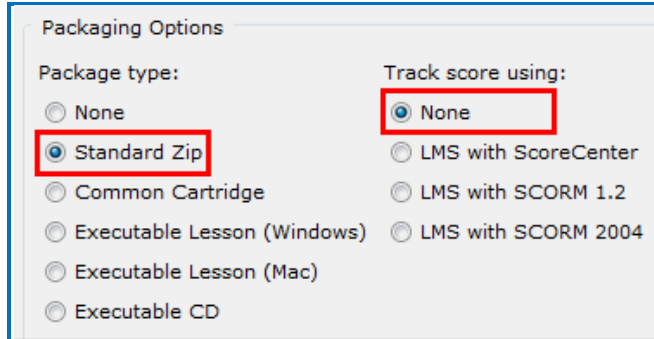 Packaging Options
Package type:
None
Standard Zip
Common Cartridge
Executable Lesson (Windows)
Executable Lesson (Mac)
Executable CD
Track score using:
None
LMS with ScoreCenter
LMS with SCORM 1.2
LMS with SCORM 2004